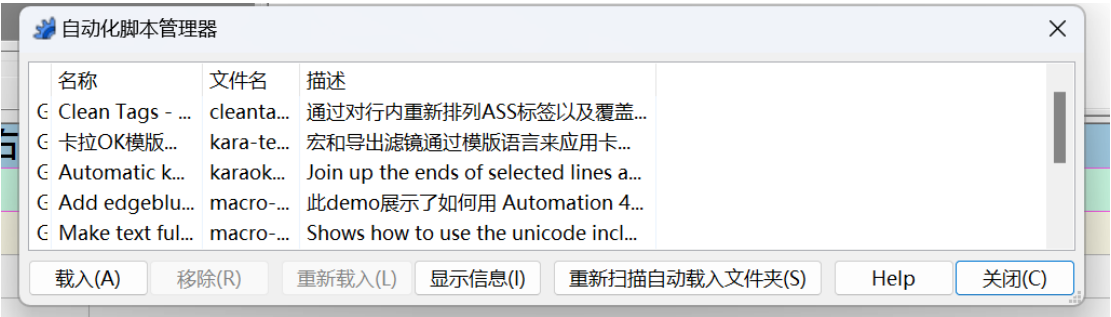 自动化脚本管理器
名称 文件名 描述
G Clean Tags - ... cleanta... 通过对行内重新排列ASS标签以及覆盖...
G 卡拉OK模版... kara-te... 宏和导出滤镜通过模版语言来应用卡...
G Automatic k... karaok... Join up the ends of selected lines a...
G Add edgeblu... macro-... 此demo展示了如何用 Automation 4...
G Make text ful... macro-... Shows how to use the unicode incl...
载入(A) 移除(R) 重新载入(L) 显示信息(I) 重新扫描自动载入文件夹(S) Help 关闭(C)